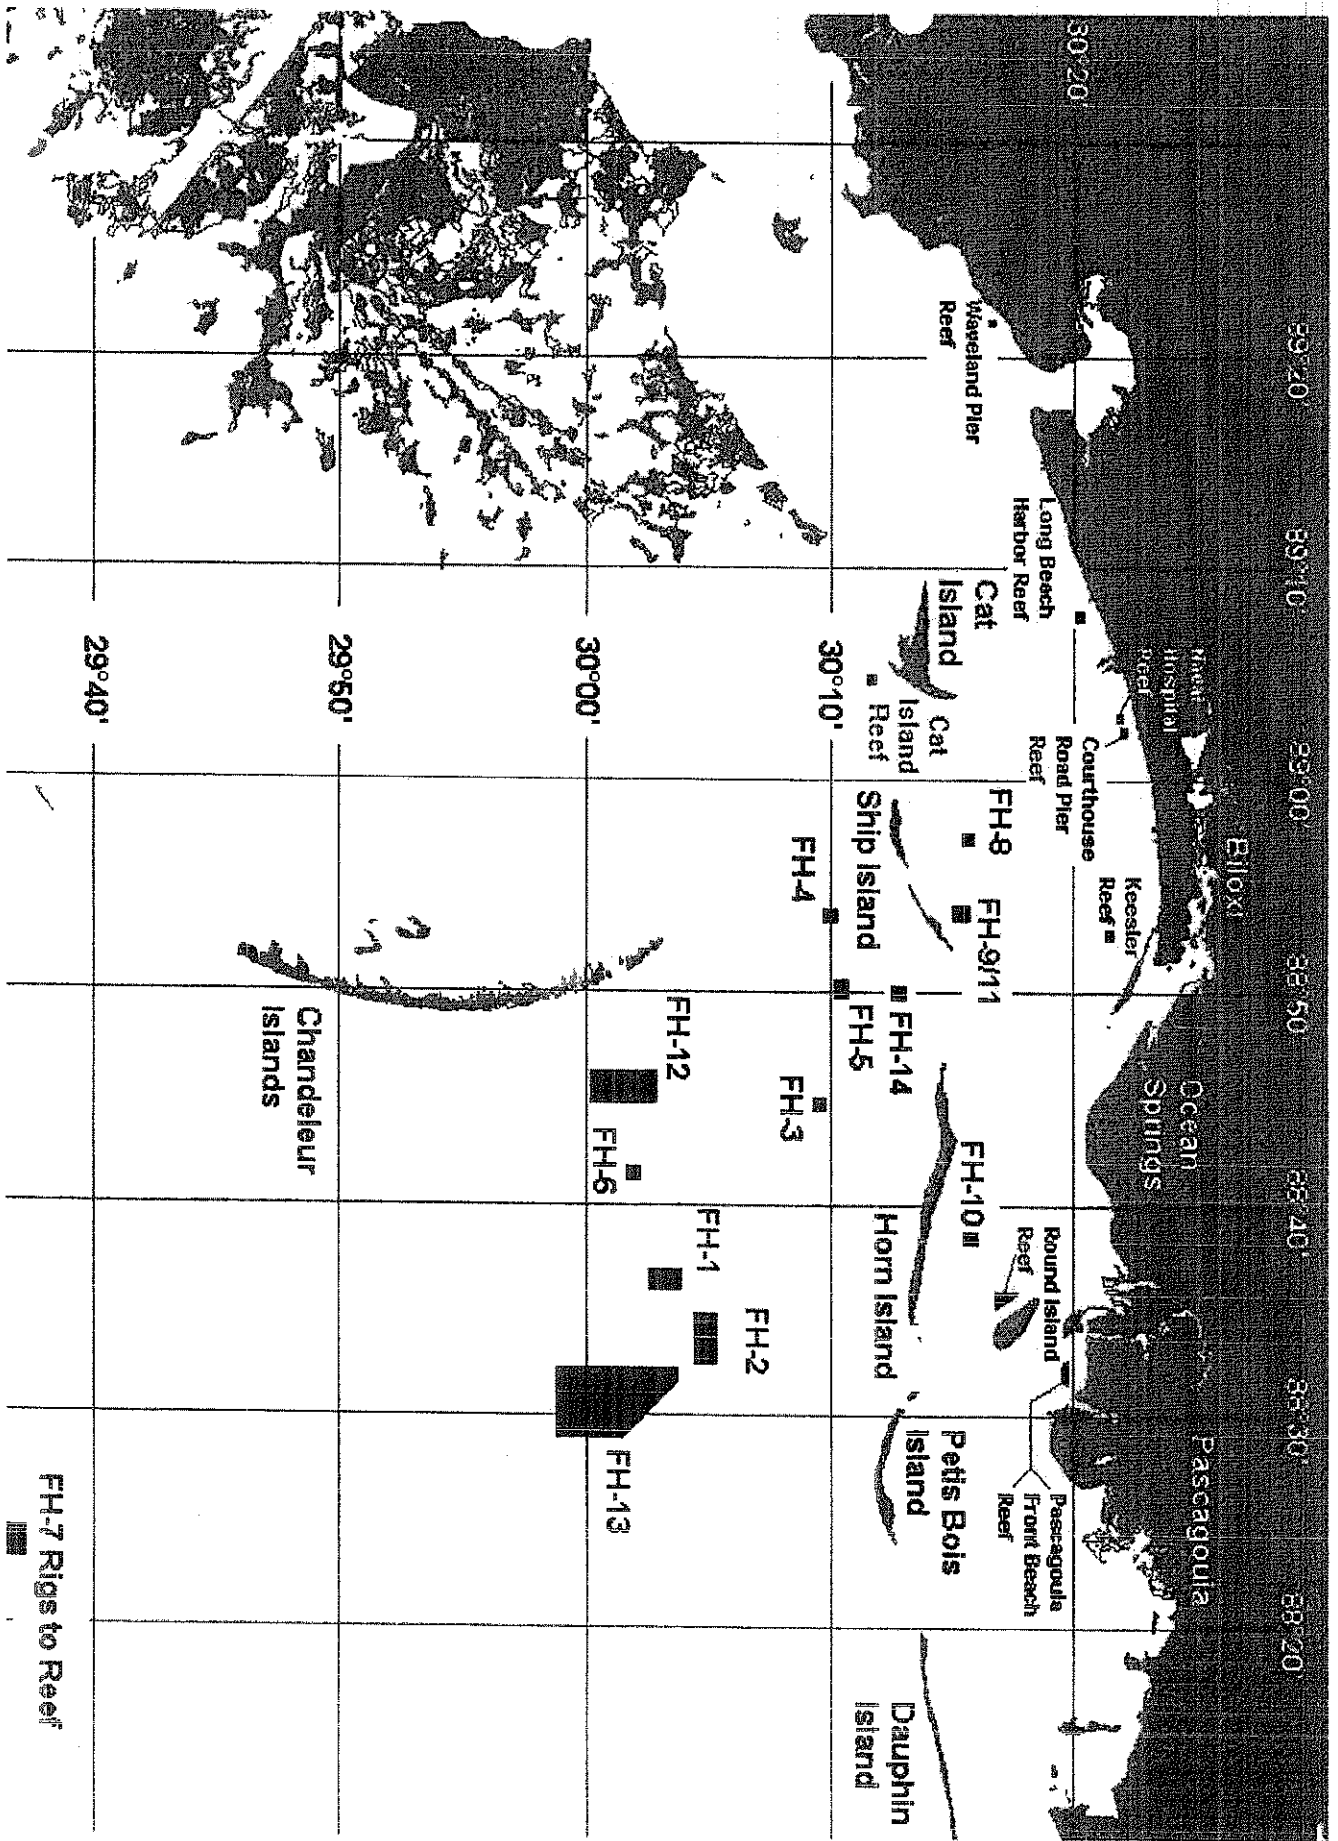 30°20'
89°20'
89°10'
89°00'
88°50'
88°40'
88°30'
88°20'
Biloxi
Ocean
Springs
Pascagoula
Waveland Pier
Reef
Long Beach
Harbor Reef
Hospital
Reef
Courthouse
Road Pier
Reef
Keesler
Reef
Round Island
Reef
Pascagoula
Front Beach
Reef
Cat
Island
Cat
Island
Reef
FH-8
FH-9/11
Ship Island
FH-14
FH-10
Horn Island
Petis Bois
Island
Dauphin
Island
30°10'
FH-4
FH-5
FH-3
30°00'
FH-12
FH-6
FH-1
FH-2
FH-13
29°50'
Chandeleur
Islands
29°40'
FH-7 Rigs to Reef